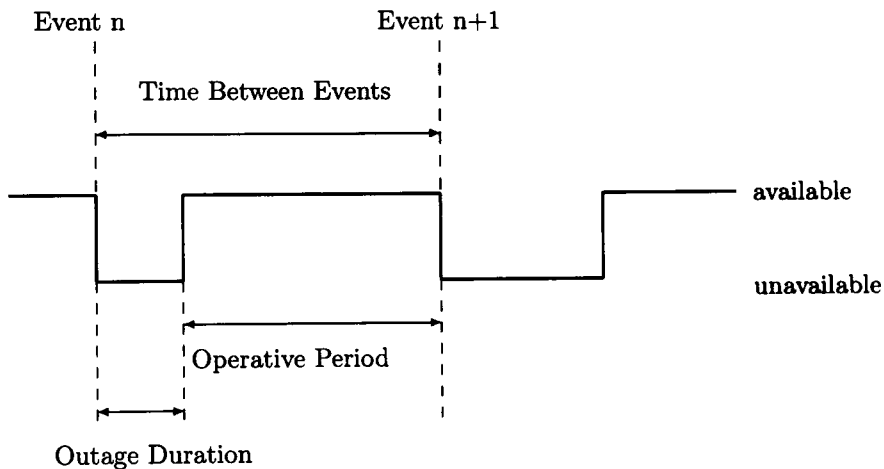 Event n
Event n+1
Time Between Events
available
unavailable
Operative Period
Outage Duration